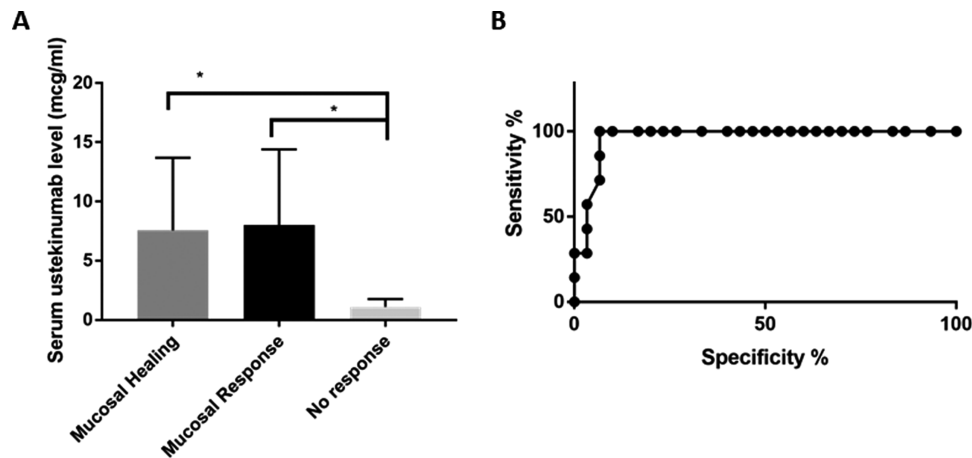 A
Serum ustekinumab level (mcg/ml)
20
15
10
5
0
*
*
Mucosal Healing
Mucosal Response
No response
B
Sensitivity %
100
50
0
0
50
100
Specificity %